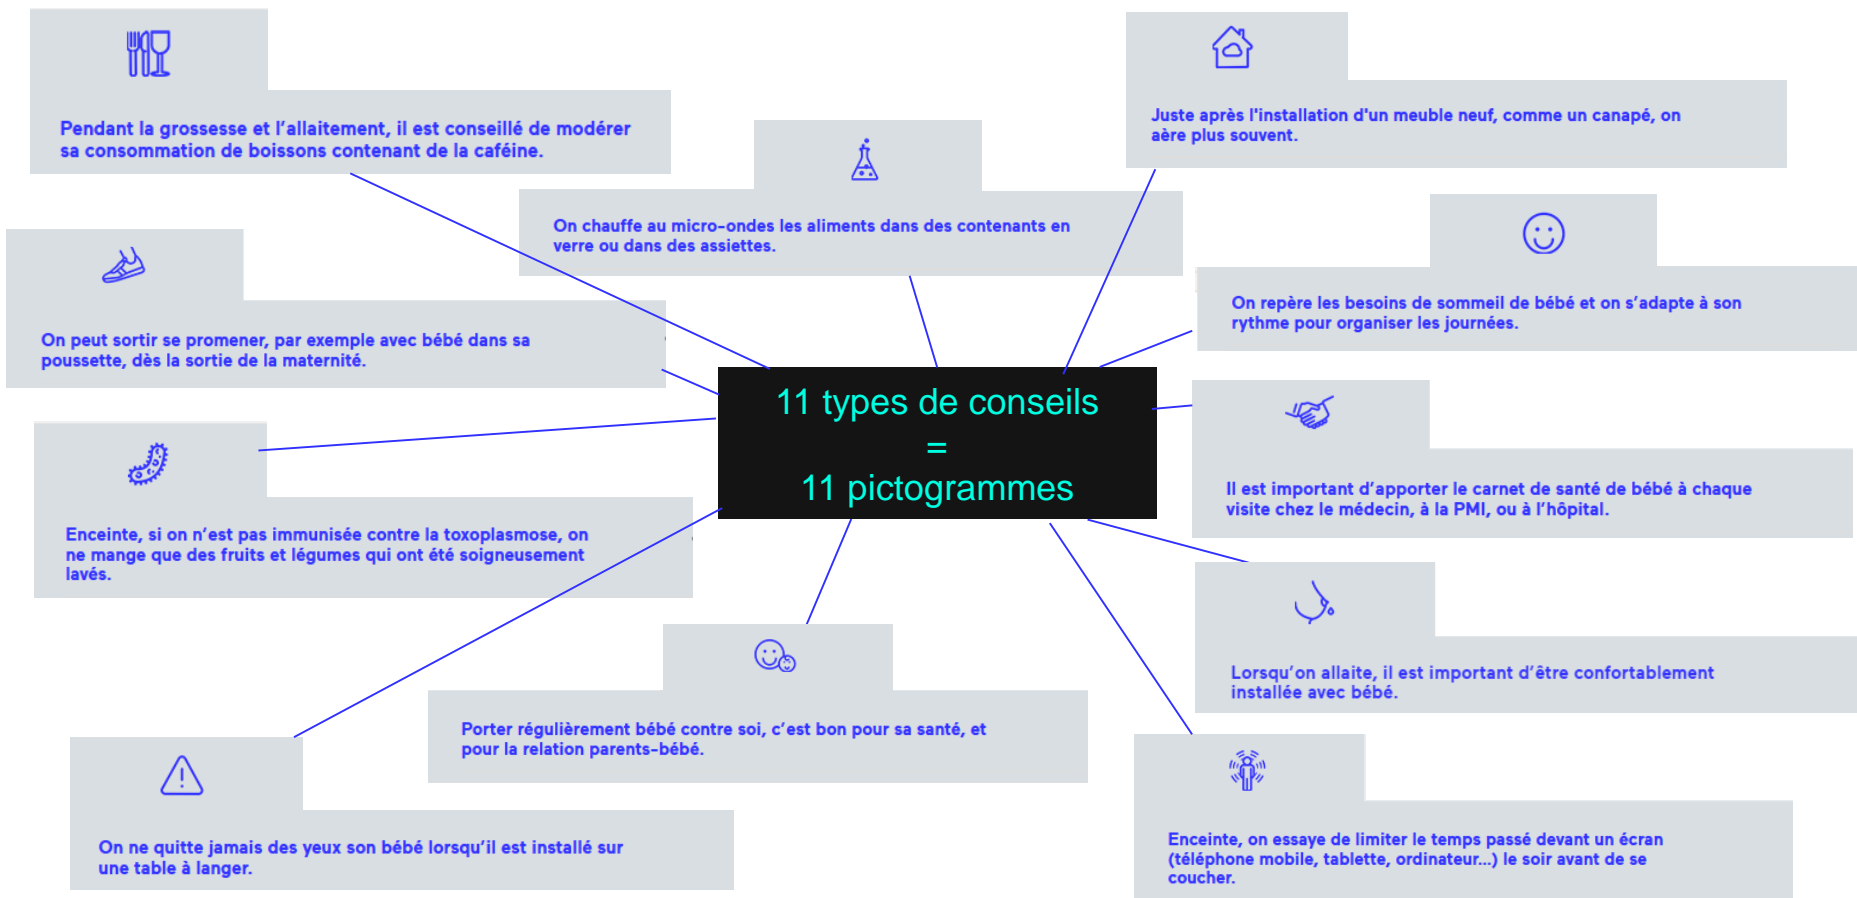 Pendant la grossesse et l'allaitement, il est conseillé de modérer
sa consommation de boissons contenant de la caféine.
Juste après l'installation d'un meuble neuf, comme un canapé, on
aère plus souvent.
On chauffe au micro-ondes les aliments dans des contenants en
verre ou dans des assiettes.
On repère les besoins de sommeil de bébé et on s'adapte à son
rythme pour organiser les journées.
On peut sortir se promener, par exemple avec bébé dans sa
poussette, dès la sortie de la maternité.
11 types de conseils
=
11 pictogrammes
Il est important d'apporter le carnet de santé de bébé à chaque
visite chez le médecin, à la PMI, ou à l'hôpital.
Enceinte, si on n'est pas immunisée contre la toxoplasmose, on
ne mange que des fruits et légumes qui ont été soigneusement
lavés.
Lorsqu'on allaite, il est important d'être confortablement
installée avec bébé.
Porter régulièrement bébé contre soi, c'est bon pour sa santé, et
pour la relation parents-bébé.
On ne quitte jamais des yeux son bébé lorsqu'il est installé sur
une table à langer.
Enceinte, on essaye de limiter le temps passé devant un écran
(téléphone mobile, tablette, ordinateur...) le soir avant de se
coucher.